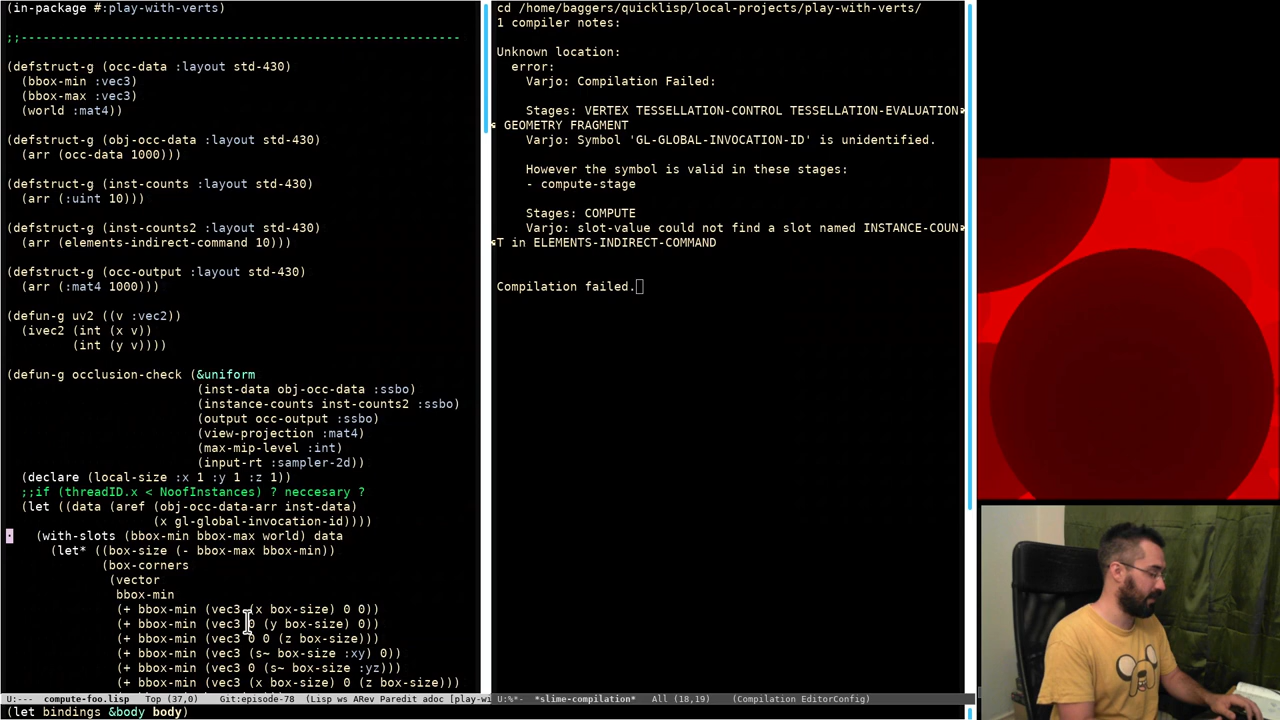 (in-package #:play-with-verts)
;;------------------------------------------------------------
(defstruct-g (occ-data :layout std-430)
(bbox-min :vec3)
(bbox-max :vec3)
(world :mat4))
(defstruct-g (obj-occ-data :layout std-430)
(arr (occ-data 1000)))
(defstruct-g (inst-counts :layout std-430)
(arr (:uint 10)))
(defstruct-g (inst-counts2 :layout std-430)
(arr (elements-indirect-command 10)))
(defstruct-g (occ-output :layout std-430)
(arr (:mat4 1000)))
(defun-g uv2 ((v :vec2))
(ivec2 (int (x v))
(int (y v))))
(defun-g occlusion-check (&uniform
(inst-data obj-occ-data :ssbo)
(instance-counts inst-counts2 :ssbo)
(output occ-output :ssbo)
(view-projection :mat4)
(max-mip-level :int)
(input-rt :sampler-2d))
(declare (local-size :x 1 :y 1 :z 1))
;;if (threadID.x < NoofInstances) ? neccesary ?
(let ((data (aref (obj-occ-data-arr inst-data)
(x gl-global-invocation-id))))
(with-slots (bbox-min bbox-max world) data
(let* ((box-size (- bbox-max bbox-min))
(box-corners
(vector
bbox-min
(+ bbox-min (vec3 (x box-size) 0 0))
(+ bbox-min (vec3 0 (y box-size) 0))
(+ bbox-min (vec3 0 0 (z box-size)))
(+ bbox-min (vec3 (s~ box-size :xy) 0))
(+ bbox-min (vec3 0 (s~ box-size :yz)))
(+ bbox-min (vec3 (x box-size) 0 (z box-size)))
U:--- compute-foo.lisp Top (37,0) Git:episode-78 (Lisp ws ARev Paredit adoc [play-wi
(let bindings &body body)
cd /home/baggers/quicklisp/local-projects/play-with-verts/
1 compiler notes:
Unknown location:
error:
Varjo: Compilation Failed:
Stages: VERTEX TESSELLATION-CONTROL TESSELLATION-EVALUATION
GEOMETRY FRAGMENT
Varjo: Symbol 'GL-GLOBAL-INVOCATION-ID' is unidentified.
However the symbol is valid in these stages:
- compute-stage
Stages: COMPUTE
Varjo: slot-value could not find a slot named INSTANCE-COUN
T in ELEMENTS-INDIRECT-COMMAND
Compilation failed.
U:%*- *slime-compilation* All (18,19) (Compilation EditorConfig)